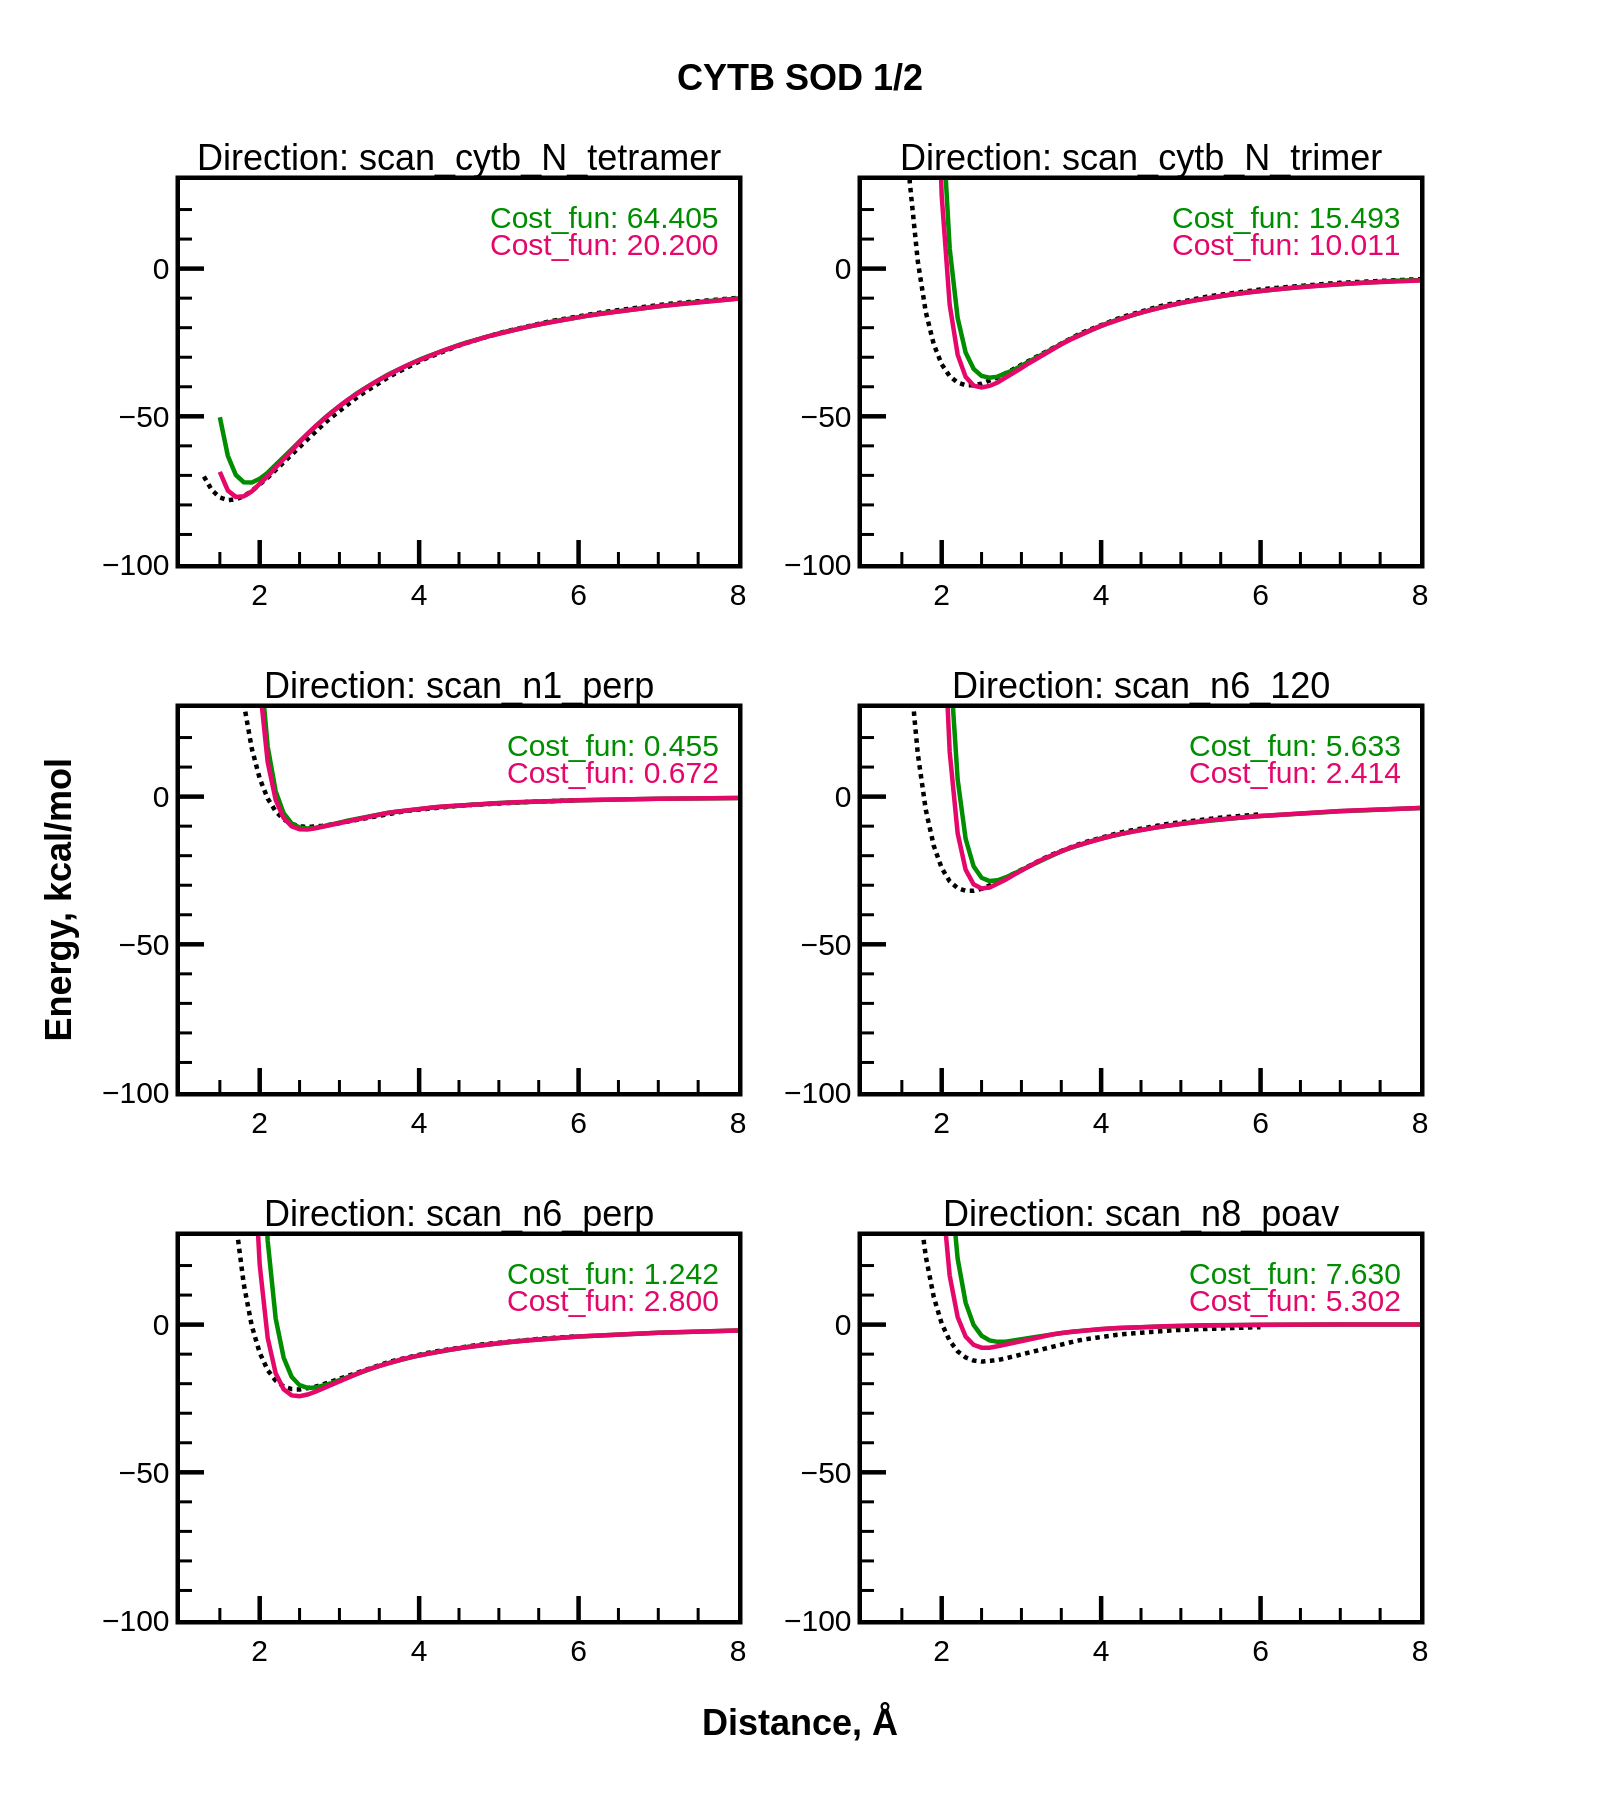 CYTB SOD 1/2
Direction: scan_cytb_N_tetramer
Cost_fun: 64.405
Cost_fun: 20.200
0
−50
−100
2 4 6 8
Direction: scan_cytb_N_trimer
Cost_fun: 15.493
Cost_fun: 10.011
0
−50
−100
2 4 6 8
Energy, kcal/mol
Direction: scan_n1_perp
Cost_fun: 0.455
Cost_fun: 0.672
0
−50
−100
2 4 6 8
Direction: scan_n6_120
Cost_fun: 5.633
Cost_fun: 2.414
0
−50
−100
2 4 6 8
Direction: scan_n6_perp
Cost_fun: 1.242
Cost_fun: 2.800
0
−50
−100
2 4 6 8
Direction: scan_n8_poav
Cost_fun: 7.630
Cost_fun: 5.302
0
−50
−100
2 4 6 8
Distance, Å